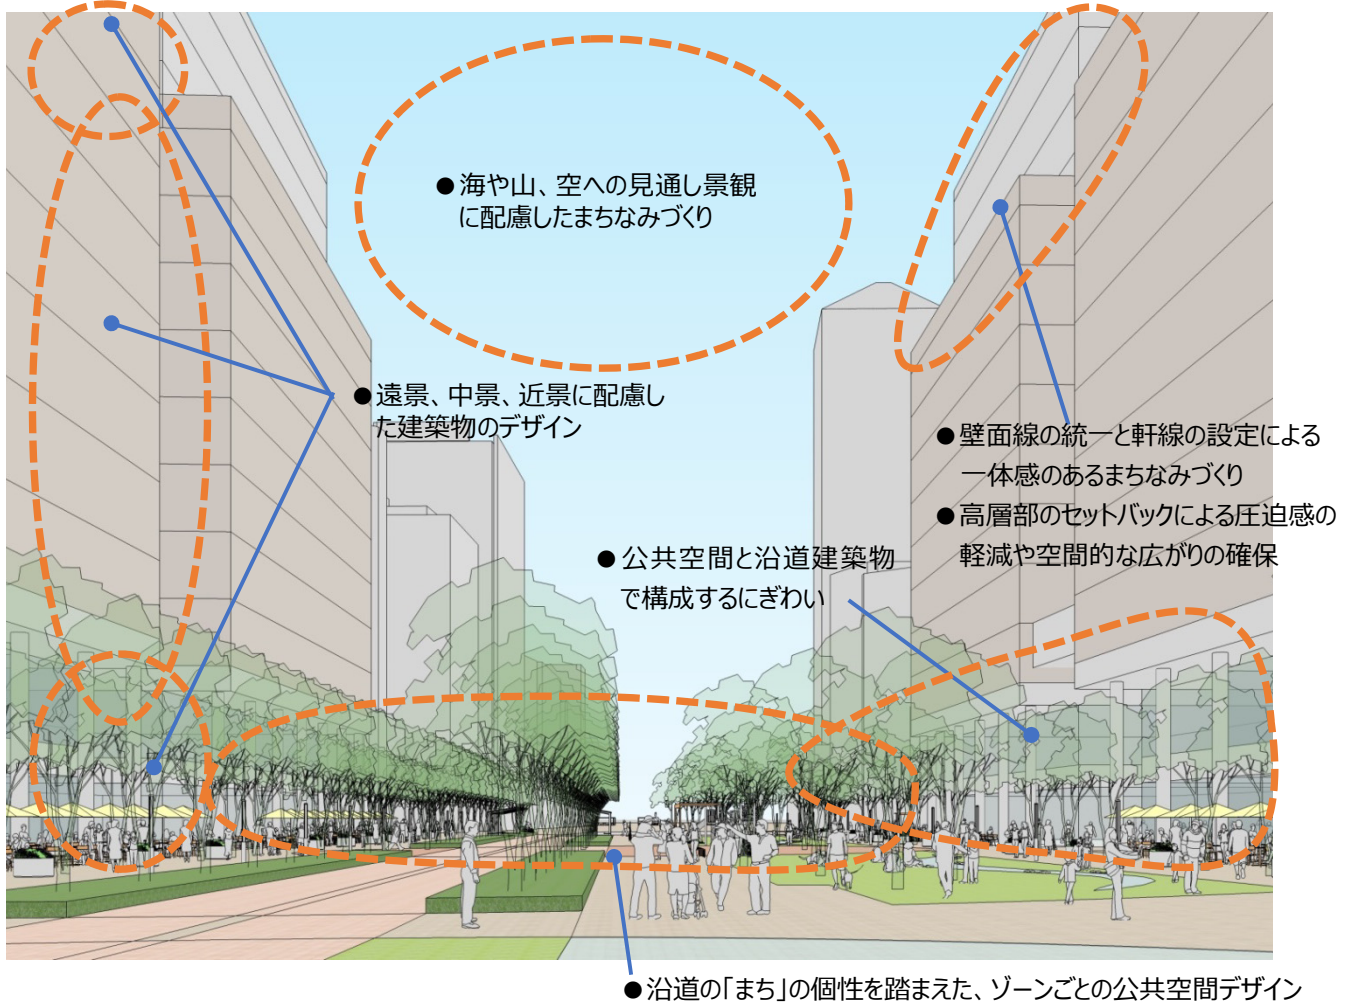 ●海や山、空への見通し景観
に配慮したまちなみづくり
●遠景、中景、近景に配慮し
た建築物のデザイン
●壁面線の統一と軒線の設定による
一体感のあるまちなみづくり
●高層部のセットバックによる圧迫感の
軽減や空間的な広がりの確保
●公共空間と沿道建築物
で構成するにぎわい
●沿道の「まち」の個性を踏まえた、ゾーンごとの公共空間デザイン